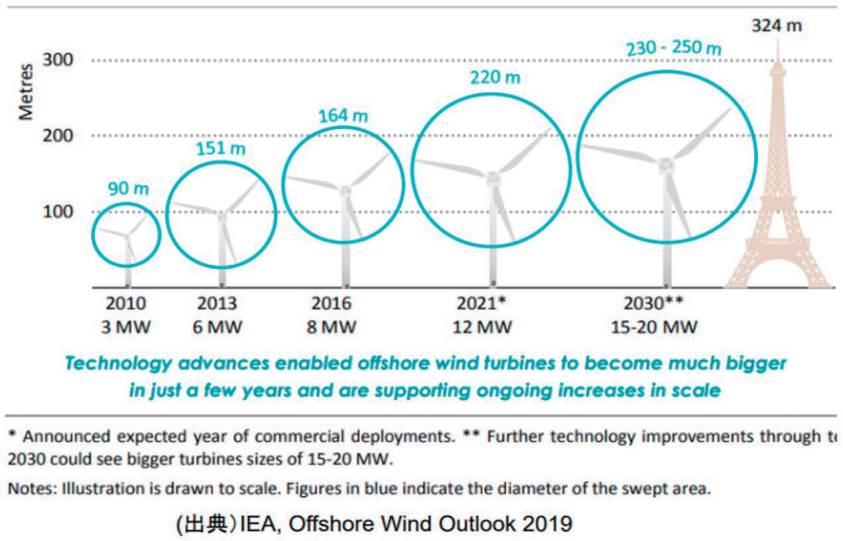 324 m
230 - 250 m
220 m
164 m
151 m
90 m
Metres
300
200
100
2010 2013 2016 2021* 2030**
3 MW 6 MW 8 MW 12 MW 15-20 MW
Technology advances enabled offshore wind turbines to become much bigger
in just a few years and are supporting ongoing increases in scale
* Announced expected year of commercial deployments. ** Further technology improvements through t
2030 could see bigger turbines sizes of 15-20 MW.
Notes: Illustration is drawn to scale. Figures in blue indicate the diameter of the swept area.
(出典)IEA, Offshore Wind Outlook 2019